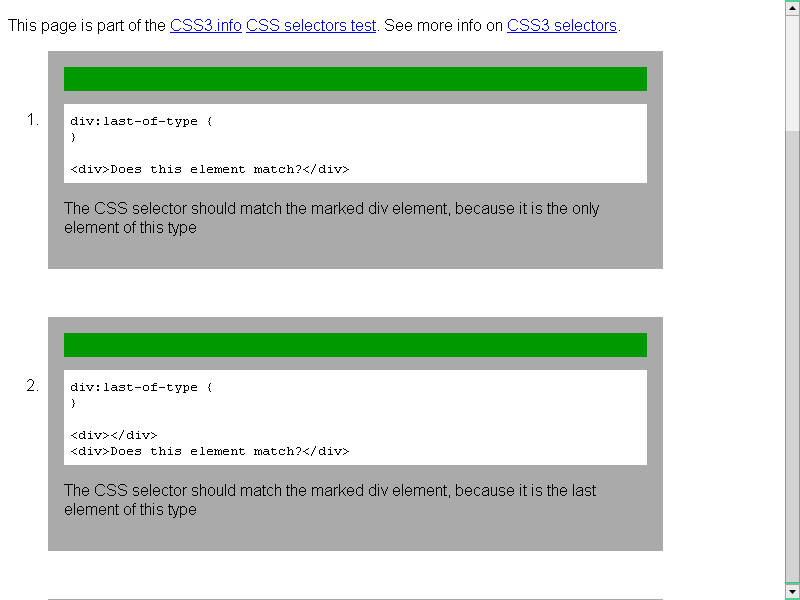 This page is part of the CSS3.info CSS selectors test. See more info on CSS3 selectors.
1.
div:last-of-type {
}
<div>Does this element match?</div>
The CSS selector should match the marked div element, because it is the only
element of this type
2.
div:last-of-type {
}
<div></div>
<div>Does this element match?</div>
The CSS selector should match the marked div element, because it is the last
element of this type